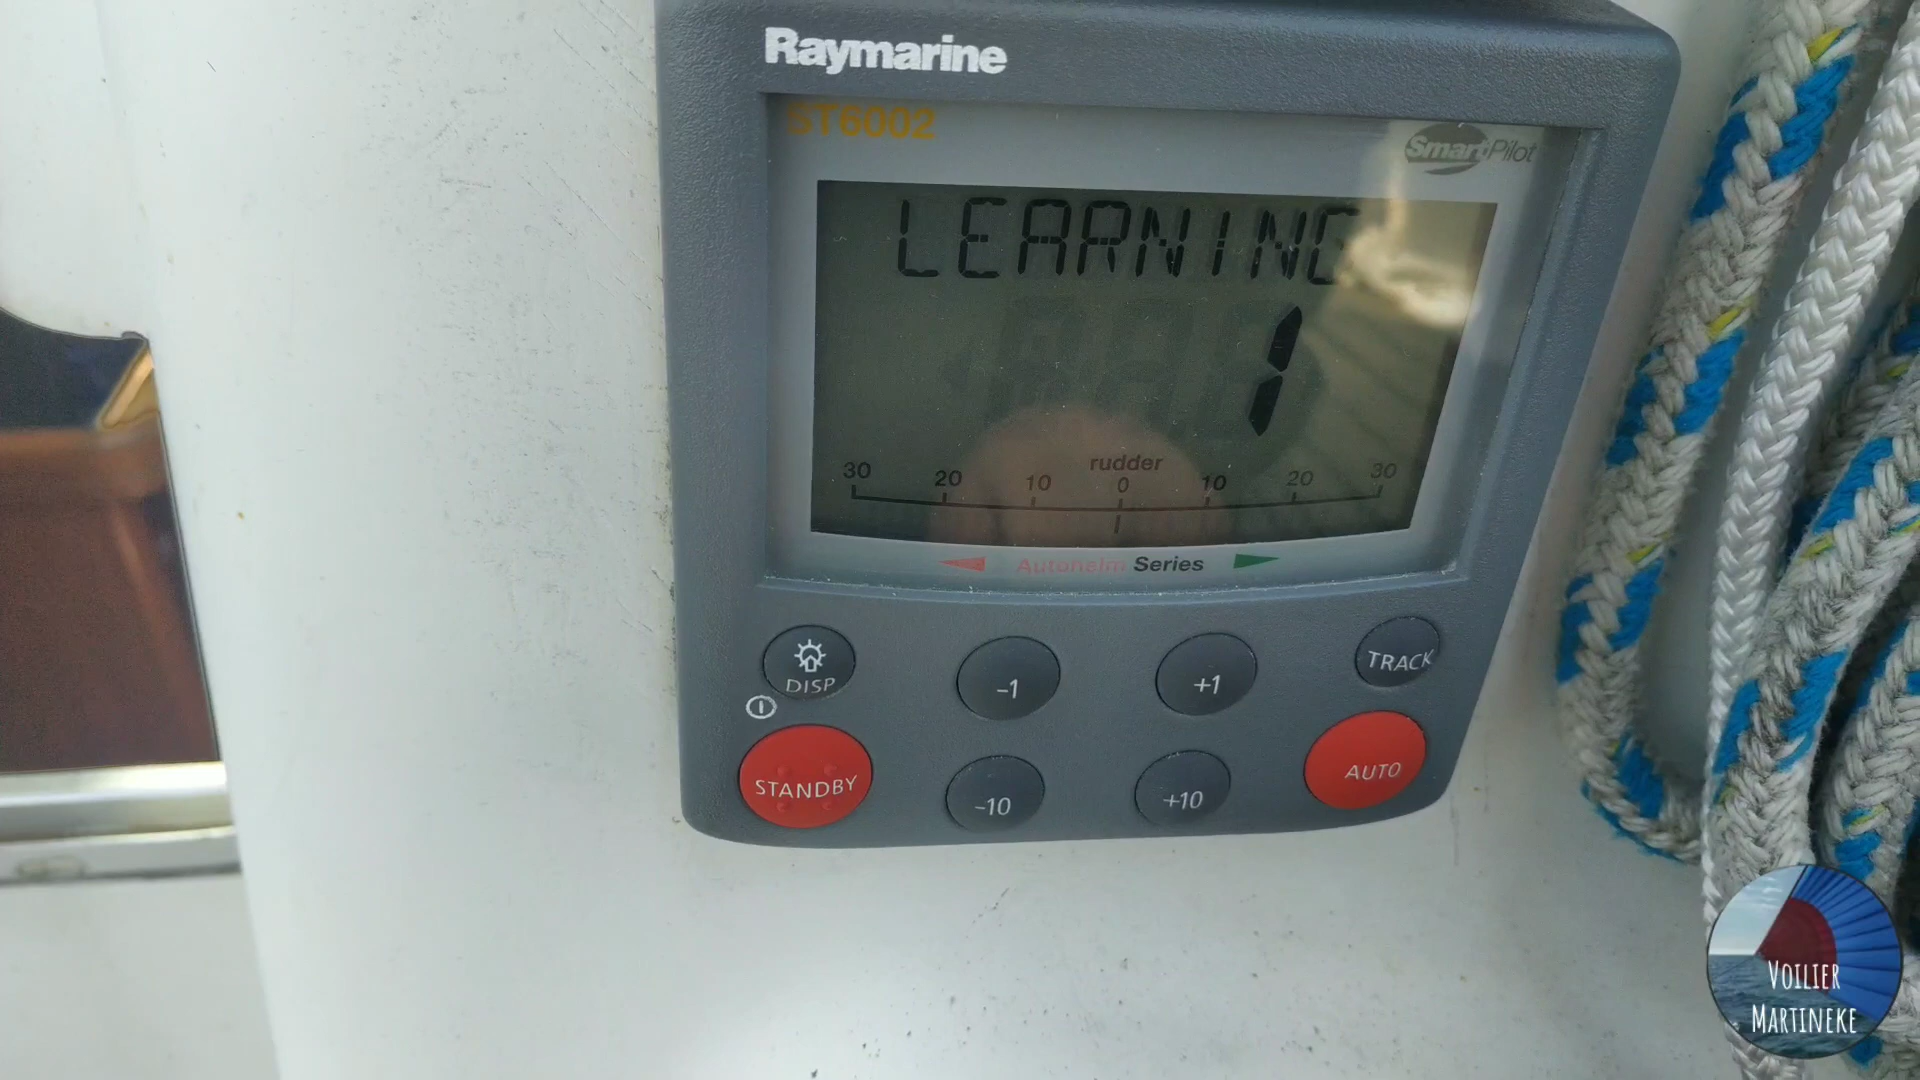 Raymarine
ST6002
SmartPilot
LEARNING
1
rudder
30 20 10 0 10 20 30
Autohelm Series
DISP
-1
+1
TRACK
STANDBY
-10
+10
AUTO
VOILIER
MARTINEKE